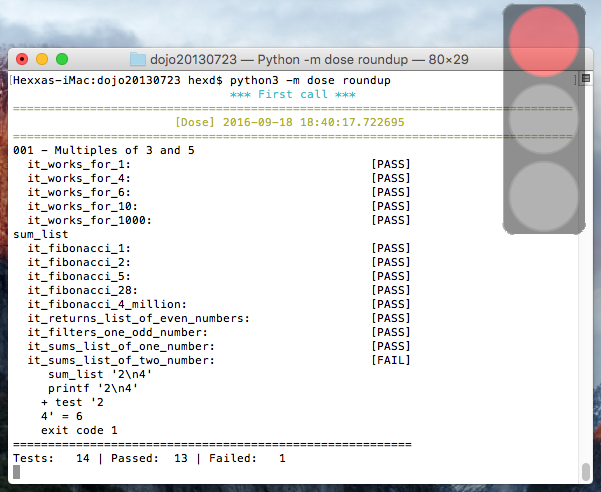 dojo20130723 — Python -m dose roundup — 80×29
[Hexxas-iMac:dojo20130723 hexd$ python3 -m dose roundup ]
*** First call ***
================================================================================
[Dose] 2016-09-18 18:40:17.722695
================================================================================
001 - Multiples of 3 and 5
it_works_for_1: [PASS]
it_works_for_4: [PASS]
it_works_for_6: [PASS]
it_works_for_10: [PASS]
it_works_for_1000: [PASS]
sum_list
it_fibonacci_1: [PASS]
it_fibonacci_2: [PASS]
it_fibonacci_5: [PASS]
it_fibonacci_28: [PASS]
it_fibonacci_4_million: [PASS]
it_returns_list_of_even_numbers: [PASS]
it_filters_one_odd_number: [PASS]
it_sums_list_of_one_number: [PASS]
it_sums_list_of_two_number: [FAIL]
sum_list '2\n4'
printf '2\n4'
+ test '2
4' = 6
exit code 1
=========================================================
Tests: 14 | Passed: 13 | Failed: 1